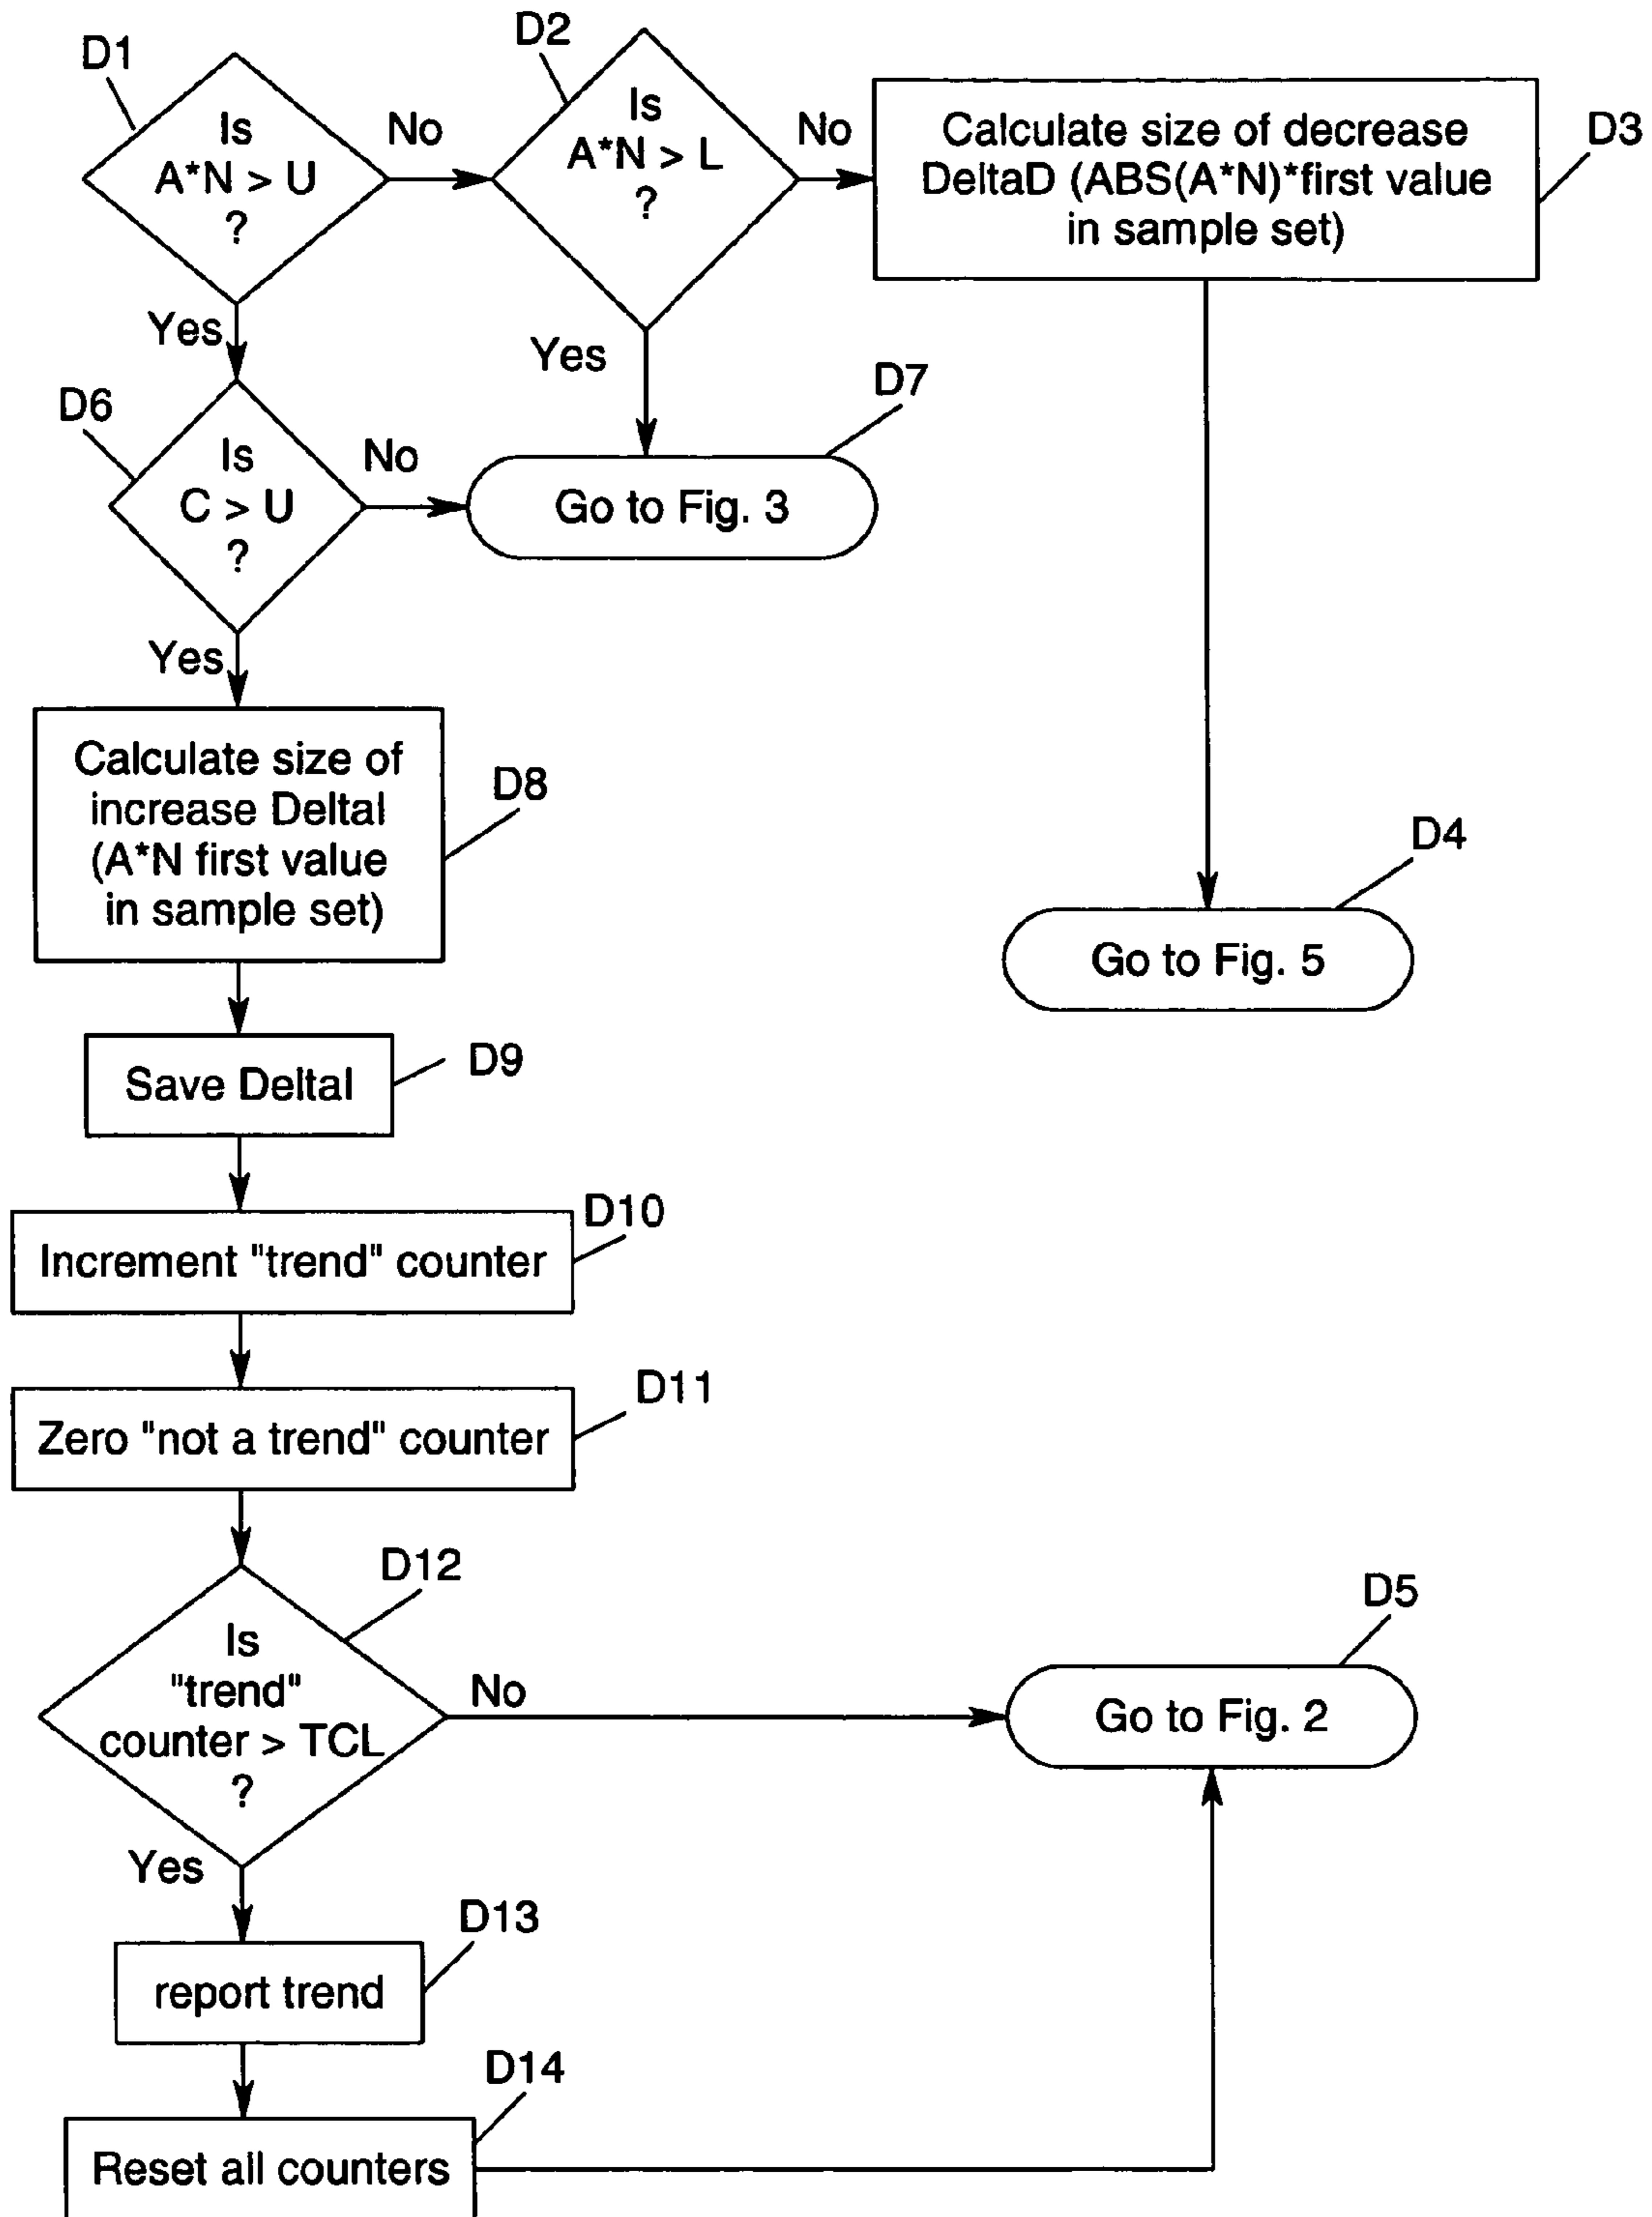 D1
Is
A*N > U
?
No
Yes
D2
Is
A*N > L
?
No
Yes
Calculate size of decrease
DeltaD (ABS(A*N)*first value
in sample set)
D3
D6
Is
C > U
?
No
Yes
D7
Go to Fig. 3
Calculate size of
increase DeltaI
(A*N first value
in sample set)
D8
D4
Go to Fig. 5
Save DeltaI
D9
Increment "trend" counter
D10
Zero "not a trend" counter
D11
Is
"trend"
counter > TCL
?
D12
No
Yes
D5
Go to Fig. 2
report trend
D13
Reset all counters
D14